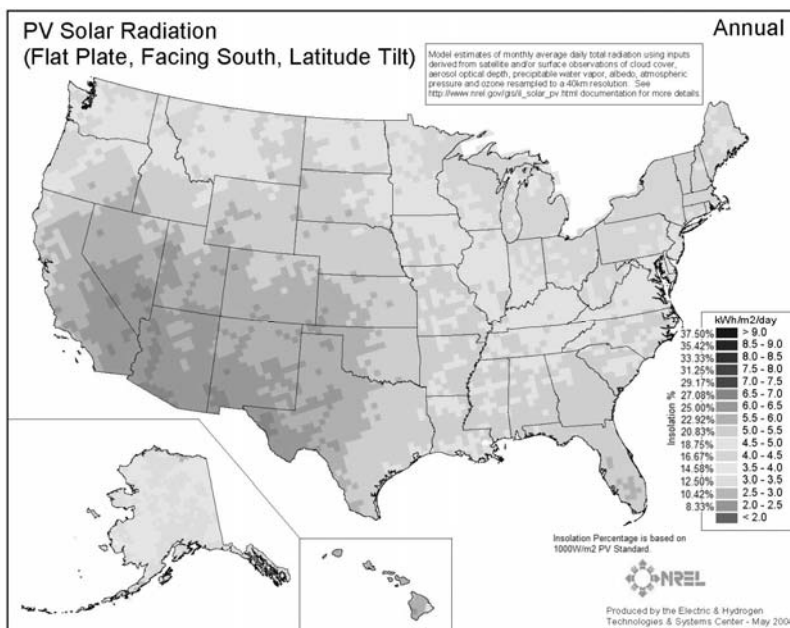 PV Solar Radiation
(Flat Plate, Facing South, Latitude Tilt)
Annual
Model estimates of monthly average daily total radiation using inputs
derived from satellite and/or surface observations of cloud cover,
aerosol optical depth, precipitable water vapor, albedo, atmospheric
pressure and ozone resampled to a 40km resolution. See
http://www.nrel.gov/gis/il_solar_pv.html documentation for more details.
kWh/m2/day
37.50% > 9.0
35.42% 8.5 - 9.0
33.33% 8.0 - 8.5
31.25% 7.5 - 8.0
29.17% 7.0 - 7.5
27.08% 6.5 - 7.0
25.00% 6.0 - 6.5
22.92% 5.5 - 6.0
20.83% 5.0 - 5.5
18.75% 4.5 - 5.0
16.67% 4.0 - 4.5
14.58% 3.5 - 4.0
12.50% 3.0 - 3.5
10.42% 2.5 - 3.0
8.33% 2.0 - 2.5
< 2.0
Insolation %
Insolation Percentage is based on
1000W/m2 PV Standard.
NREL
Produced by the Electric & Hydrogen
Technologies & Systems Center - May 2004